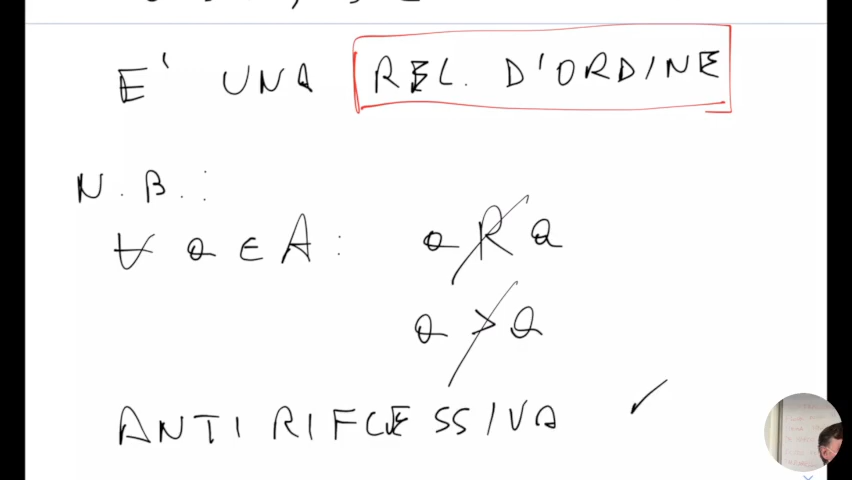 E' UNA REL. D'ORDINE
N.B.:
∀ a ∈ A: a R̸ a
a ≯ a
ANTIRIFLESSIVA ✓